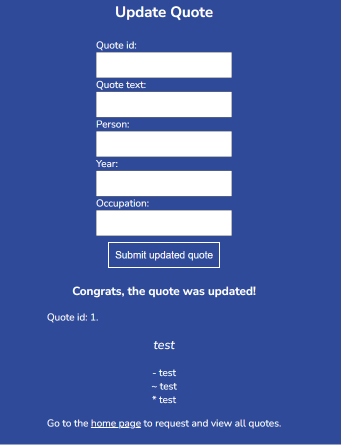 Update Quote
Quote id:
Quote text:
Person:
Year:
Occupation:
Submit updated quote
Congrats, the quote was updated!
Quote id: 1.
test
- test
~ test
* test
Go to the home page to request and view all quotes.